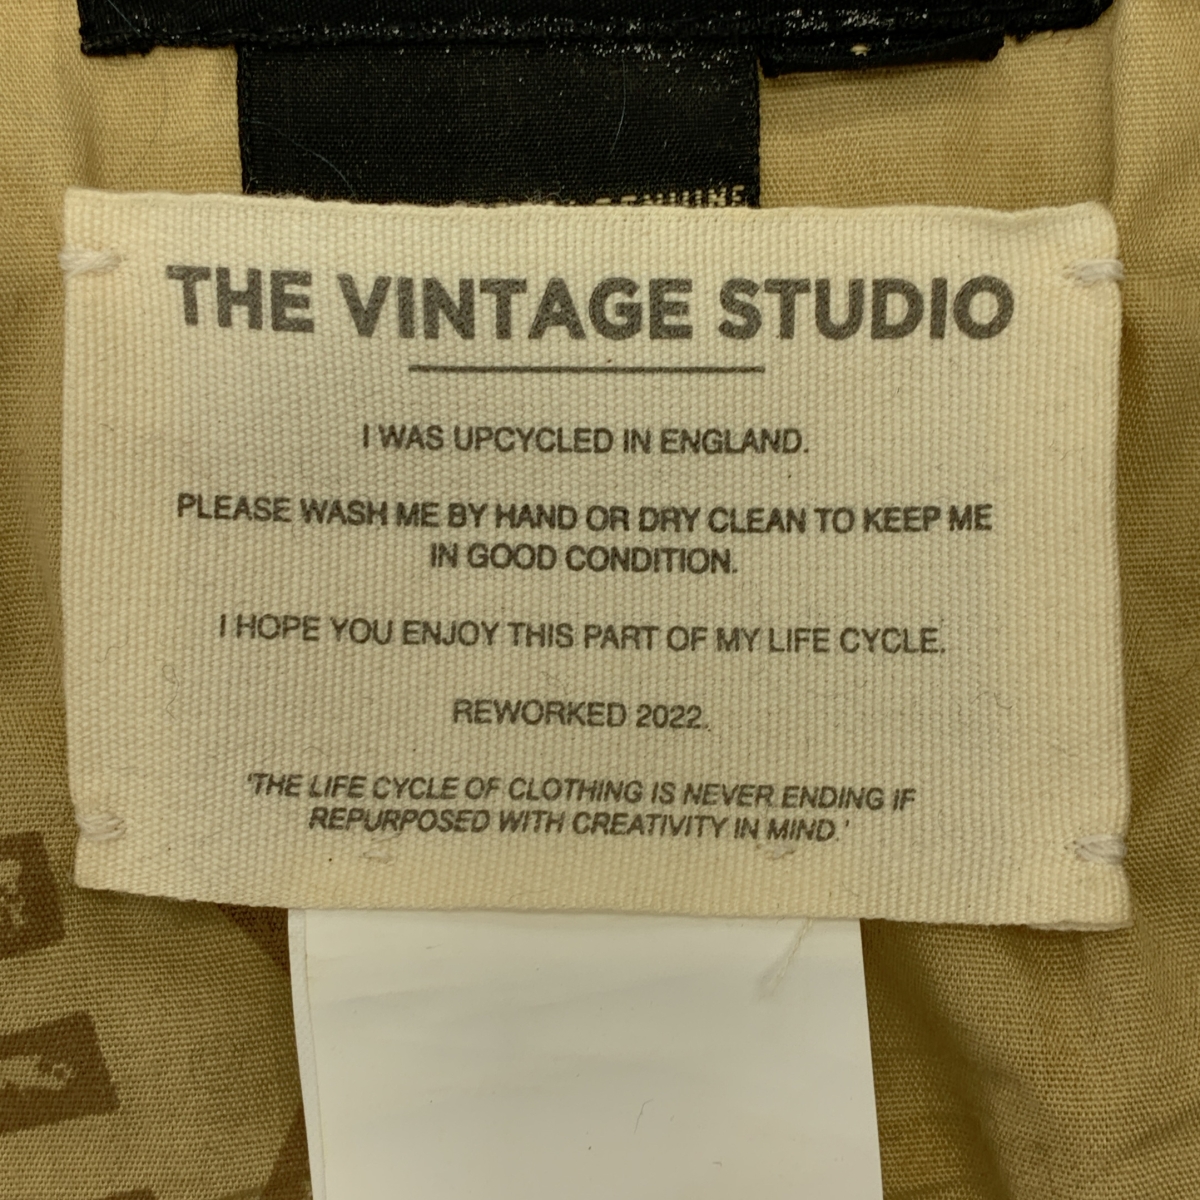 GENUINE
THE VINTAGE STUDIO
I WAS UPCYCLED IN ENGLAND.
PLEASE WASH ME BY HAND OR DRY CLEAN TO KEEP ME
IN GOOD CONDITION.
I HOPE YOU ENJOY THIS PART OF MY LIFE CYCLE.
REWORKED 2022.
'THE LIFE CYCLE OF CLOTHING IS NEVER ENDING IF
REPURPOSED WITH CREATIVITY IN MIND.'